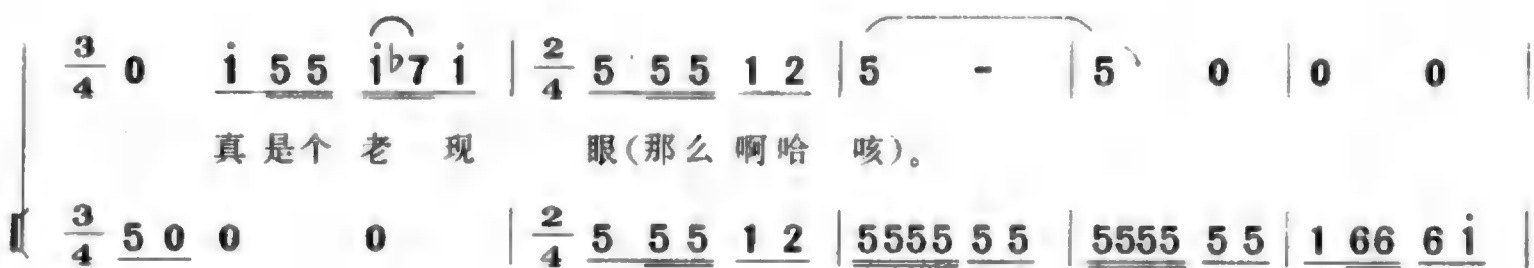 3/4 0 i 5 5 i ♭7 i | 2/4 5 5 5 1 2 | 5 - | 5 0 | 0 0 |
真是个老现 眼(那么啊哈 咳)。
3/4 5 0 0 0 | 2/4 5 5 5 1 2 | 5555 5 5 | 5555 5 5 | 1 66 6 i |